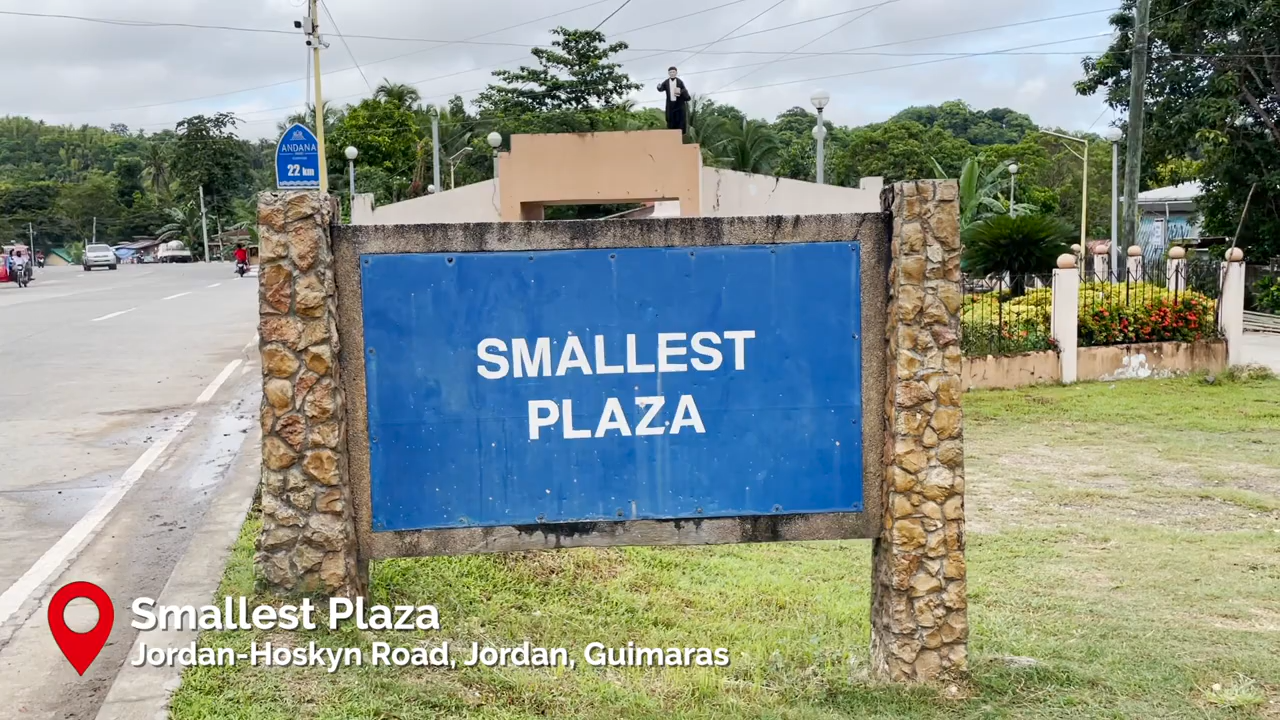 ANDANA
22 km
SMALLEST
PLAZA
Smallest Plaza
Jordan-Hoskyn Road, Jordan, Guimaras